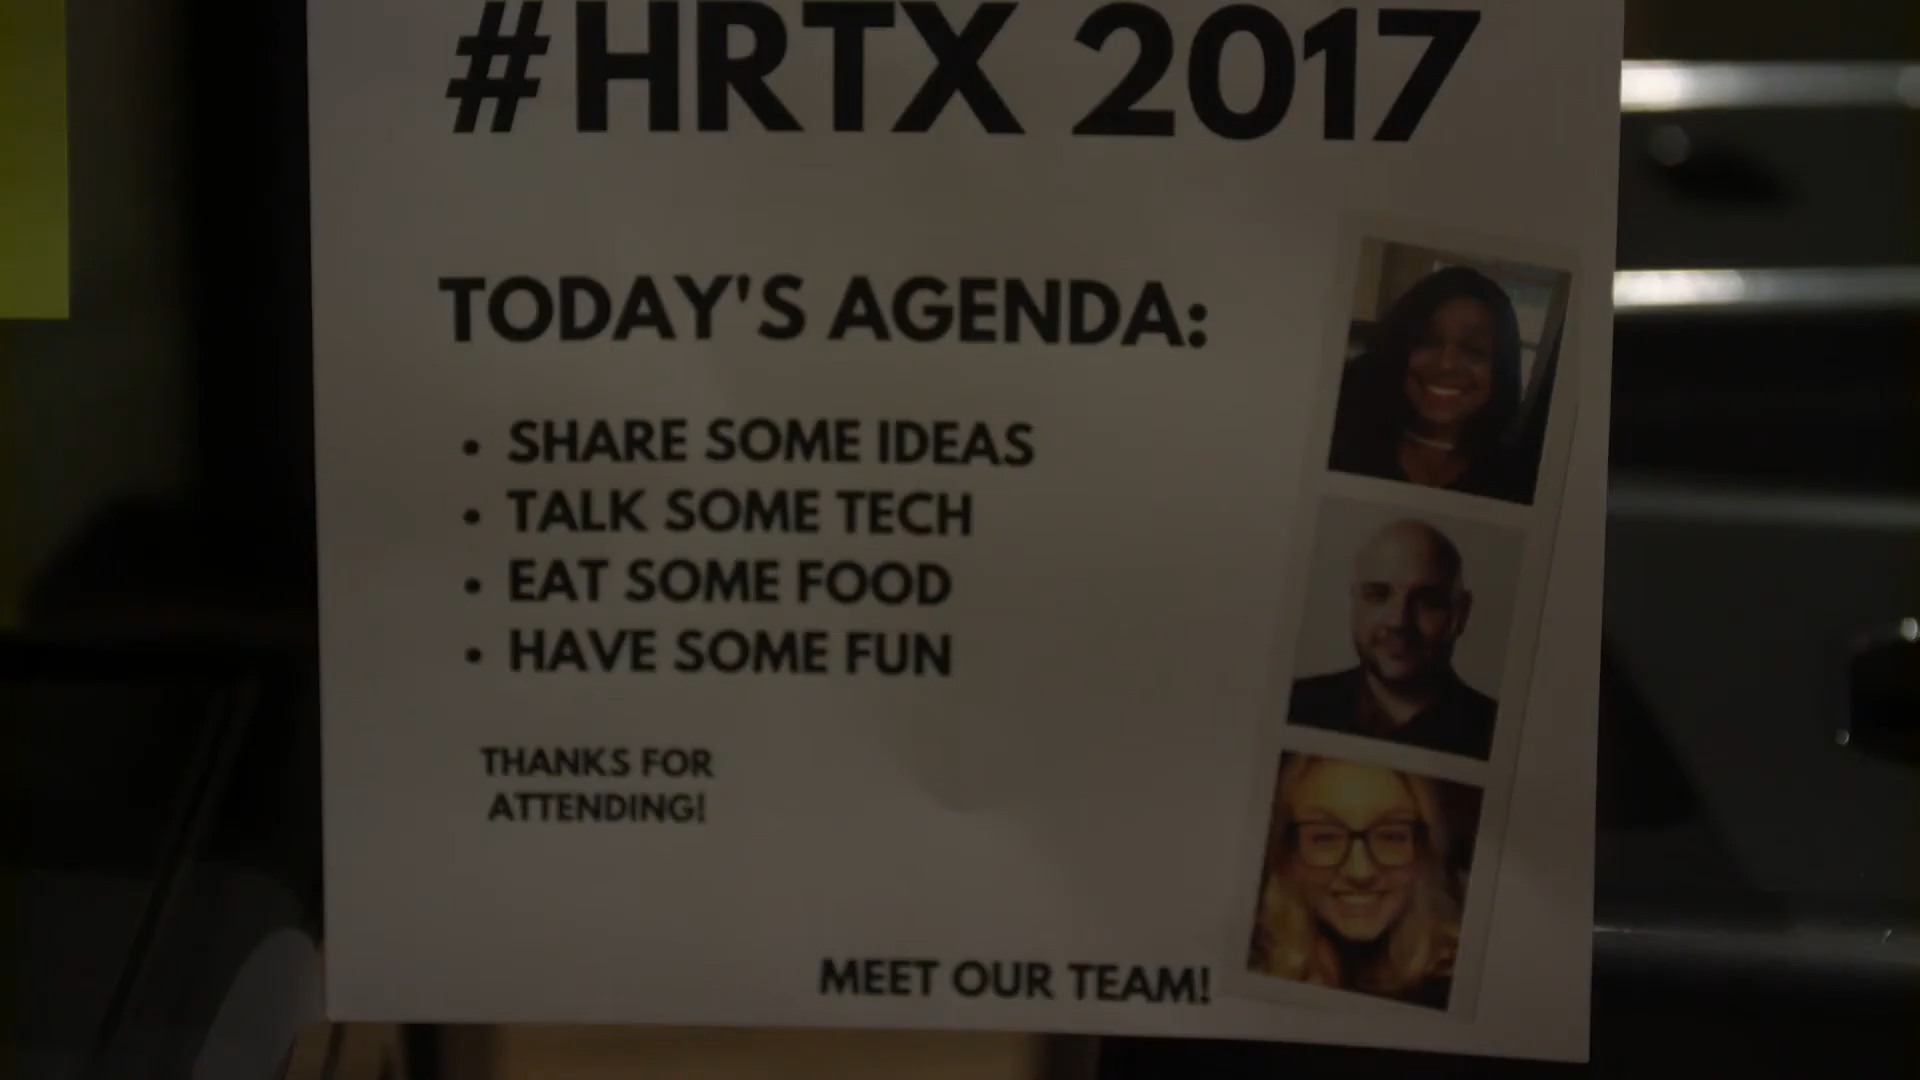 #HRTX 2017
TODAY'S AGENDA:
• SHARE SOME IDEAS
• TALK SOME TECH
• EAT SOME FOOD
• HAVE SOME FUN
THANKS FOR
ATTENDING!
MEET OUR TEAM!